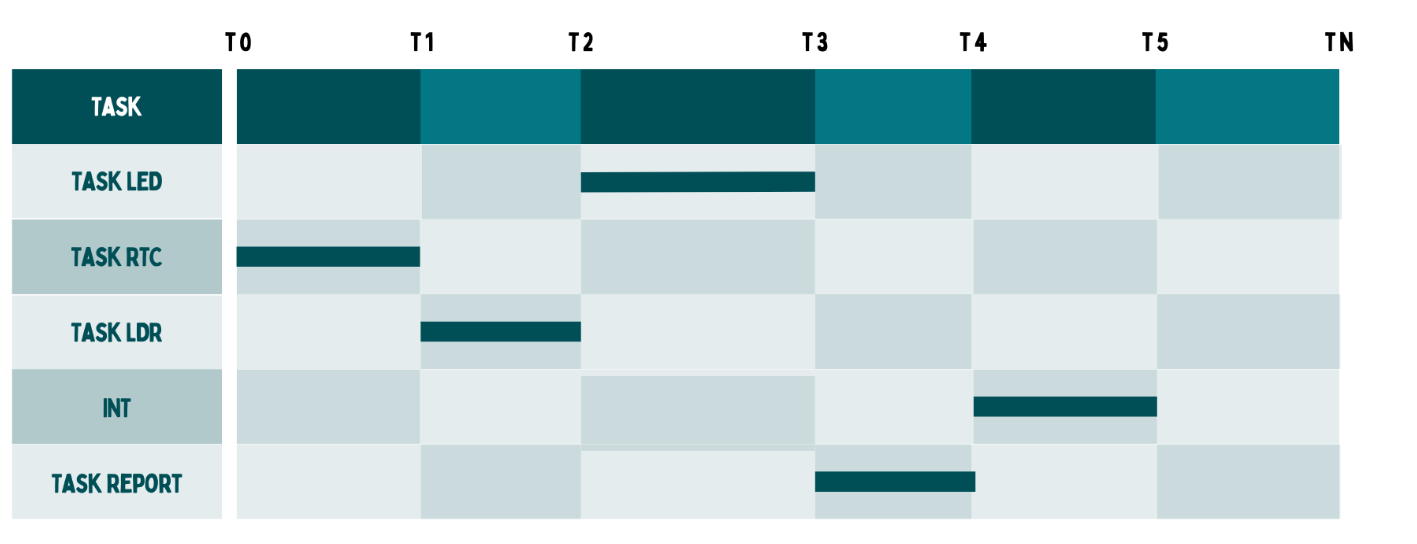 T0 T1 T2 T3 T4 T5 TN
TASK
TASK LED
TASK RTC
TASK LDR
INT
TASK REPORT